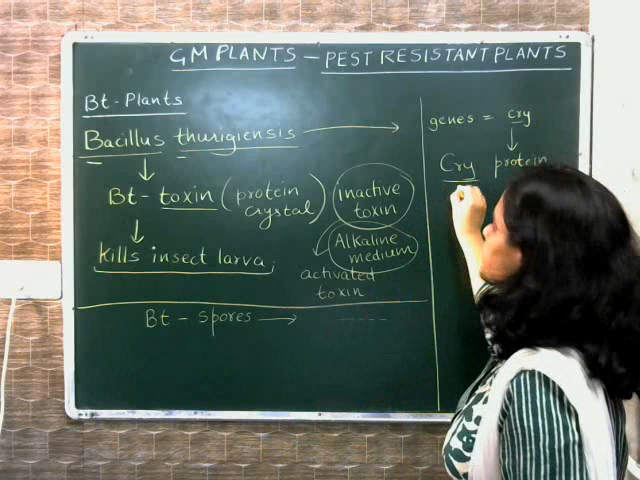 GM PLANTS – PEST RESISTANT PLANTS
Bt-Plants
Bacillus thurigiensis
Bt-toxin (protein crystal)
inactive toxin
kills insect larva
Alkaline medium
activated toxin
Bt – spores
genes = cry
Cry protein